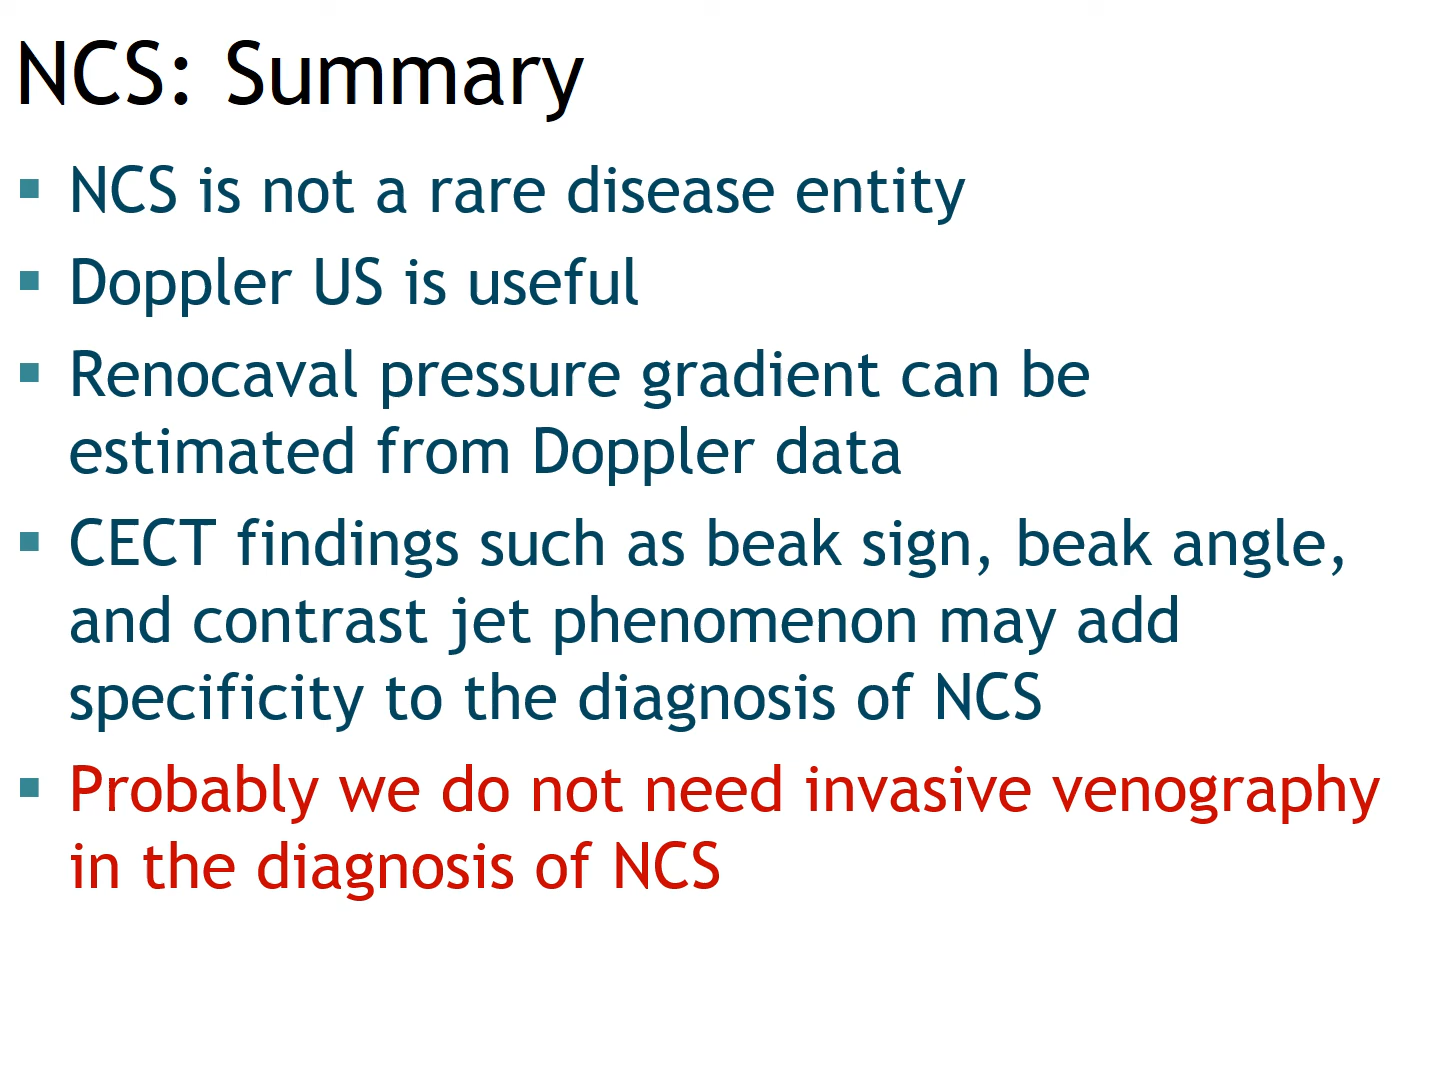 NCS: Summary
▪ NCS is not a rare disease entity
▪ Doppler US is useful
▪ Renocaval pressure gradient can be
estimated from Doppler data
▪ CECT findings such as beak sign, beak angle,
and contrast jet phenomenon may add
specificity to the diagnosis of NCS
▪ Probably we do not need invasive venography
in the diagnosis of NCS